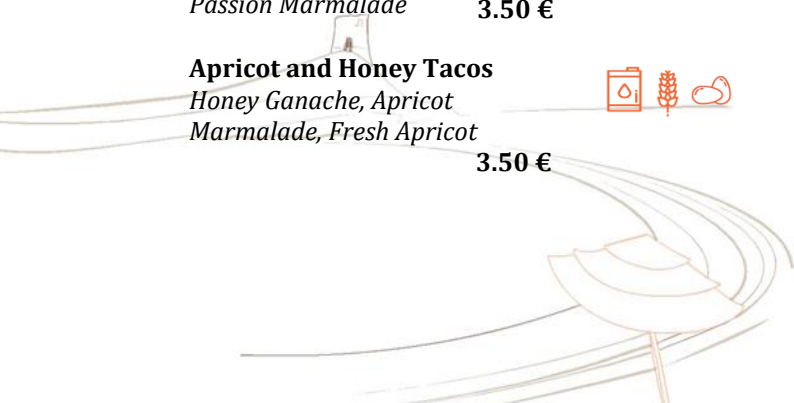 Passion Marmalade 3.50 €
Apricot and Honey Tacos
Honey Ganache, Apricot
Marmalade, Fresh Apricot
3.50 €